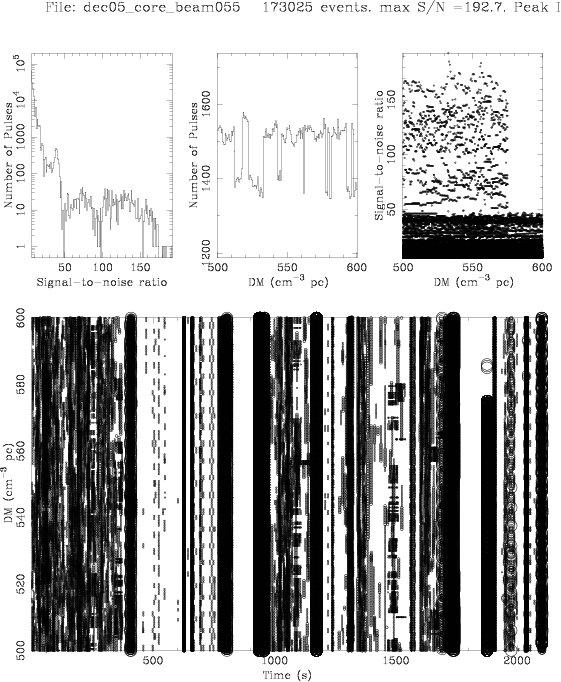 File: dec05_core_beam055 173025 events. max S/N =192.7. Peak I
10⁵
10⁴
1000
100
10
1
50 100 150
Signal-to-noise ratio
Number of Pulses
1600
1400
1200
500 550 600
DM (cm⁻³ pc)
Number of Pulses
150
100
50
500 550 600
DM (cm⁻³ pc)
Signal-to-noise ratio
600
580
560
540
520
500
500 1000 1500 2000
Time (s)
DM (cm⁻³ pc)